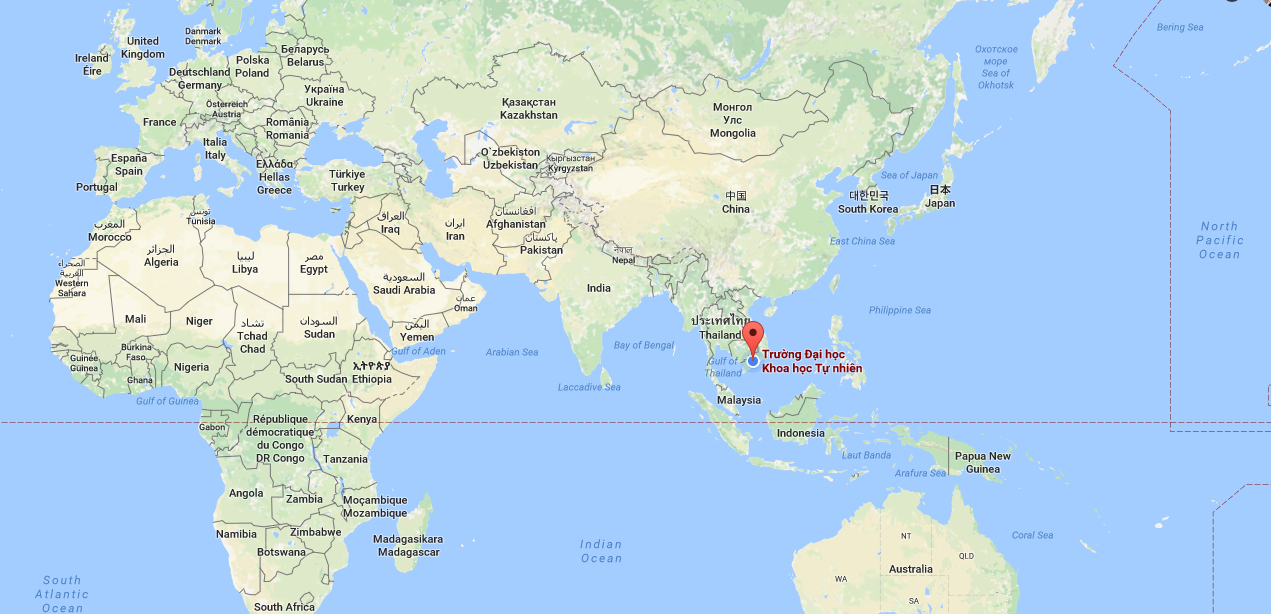 Bering Sea
Danmark
Denmark
United
Kingdom
Ireland
Éire
Беларусь
Belarus
Polska
Poland
Охотское
море
Sea of
Okhotsk
Deutschland
Germany
Україна
Ukraine
Österreich
Austria
Қазақстан
Kazakhstan
Монгол
Улс
Mongolia
France
România
Romania
Italia
Italy
O`zbekiston
Uzbekistan
Кыргызстан
Kyrgyzstan
España
Spain
Ελλάδα
Hellas
Greece
Türkiye
Turkey
Portugal
Sea of Japan
日本
Japan
대한민국
South Korea
中国
China
تونس
Tunisia
المغرب
Morocco
العراق
Iraq
ایران
Iran
افغانستان
Afghanistan
پاکستان
Pakistan
East China Sea
North
Pacific
Ocean
नेपाल
Nepal
الجزائر
Algeria
ليبيا
Libya
مصر
Egypt
الصحراء
الغربية
Western
Sahara
السعودية
Saudi Arabia
India
عمان
Oman
Philippine Sea
Mali
Niger
تشاد
Tchad
Chad
السودان
Sudan
اليمن
Yemen
ประเทศไทย
Thailand
Gulf of Aden
Arabian Sea
Bay of Bengal
Burkina
Faso
Guinée
Guinea
Ghana
Nigeria
South Sudan
ኢትዮጵያ
Ethiopia
Laccadive Sea
Gulf of
Thailand
Trường Đại học
Khoa học Tự nhiên
Gulf of Guinea
Malaysia
Gabon
République
démocratique
du Congo
DR Congo
Kenya
Indonesia
Tanzania
Laut Banda
Papua New
Guinea
Arafura Sea
Angola
Zambia
Moçambique
Mozambique
Namibia
Zimbabwe
Botswana
Madagasikara
Madagascar
Indian
Ocean
Coral Sea
NT
QLD
WA
Australia
SA
South
Atlantic
Ocean
South Africa